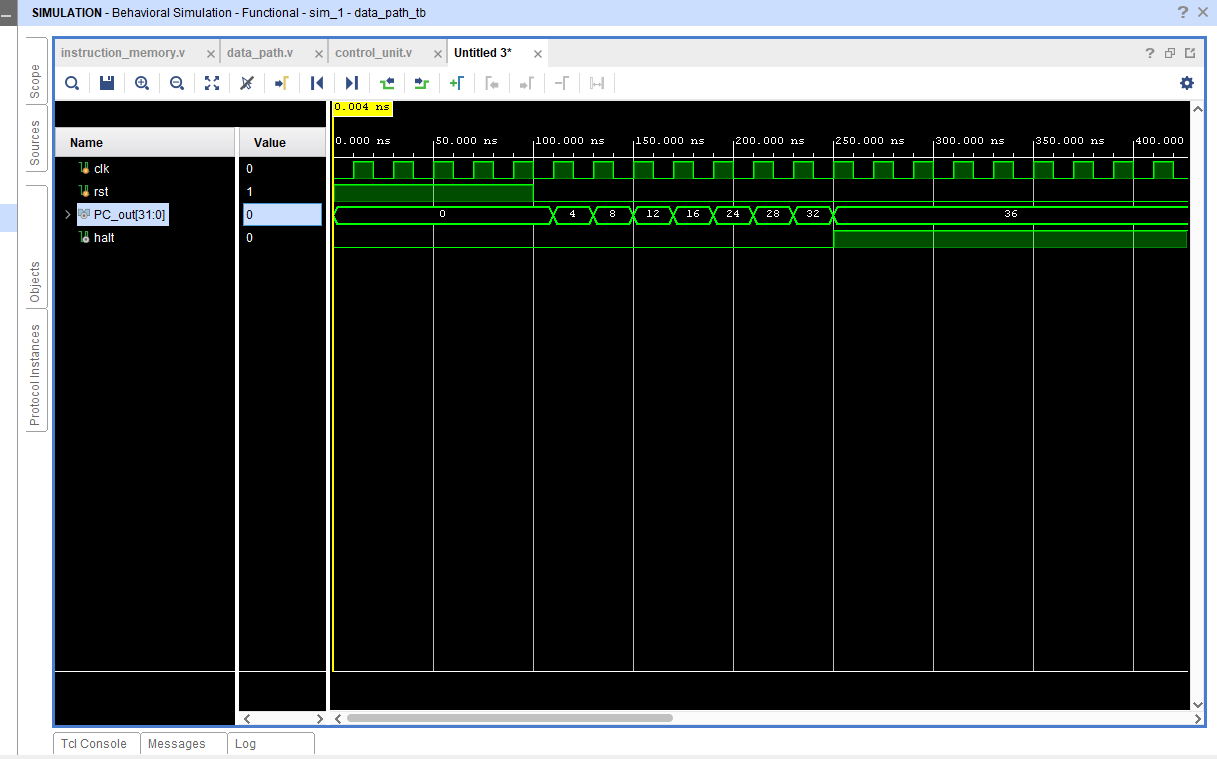 SIMULATION - Behavioral Simulation - Functional - sim_1 - data_path_tb
instruction_memory.v data_path.v control_unit.v Untitled 3*
Scope
Sources
Objects
Protocol Instances
0.004 ns
Name Value
0.000 ns 50.000 ns 100.000 ns 150.000 ns 200.000 ns 250.000 ns 300.000 ns 350.000 ns 400.000
clk 0
rst 1
PC_out[31:0] 0 0 4 8 12 16 24 28 32 36
halt 0
Tcl Console Messages Log